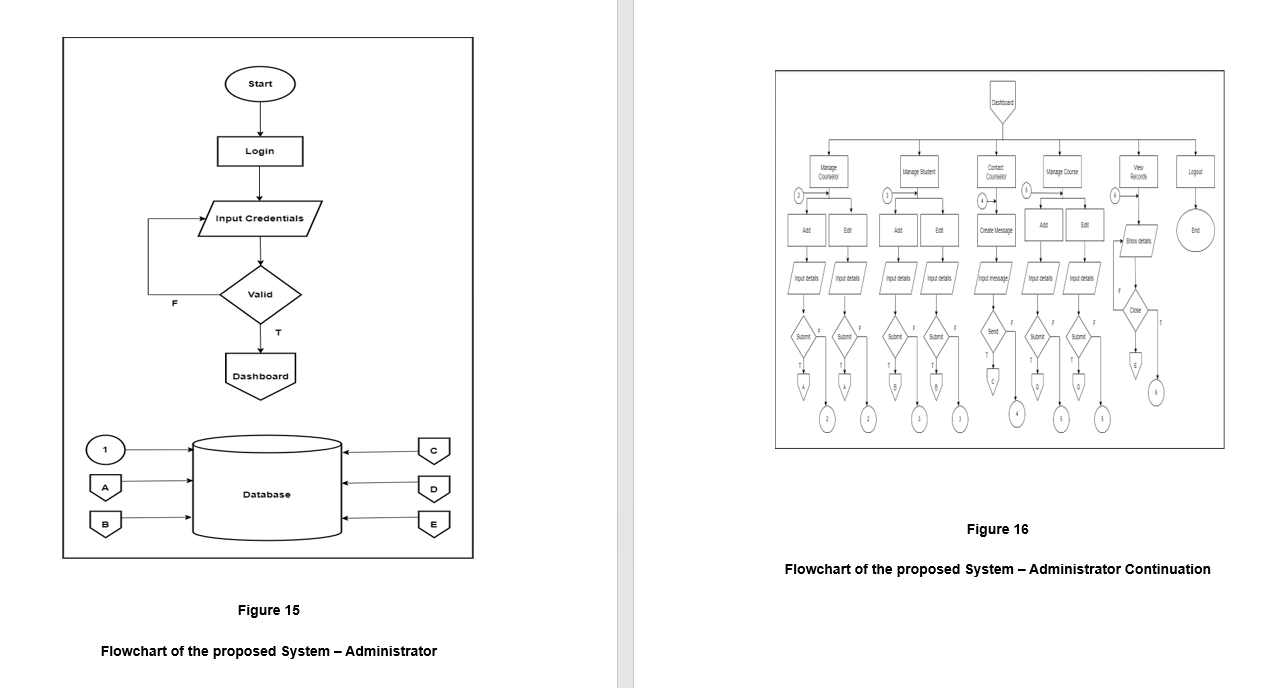 Start
Login
Input Credentials
Valid
F
T
Dashboard
1
A
B
Database
C
D
E
Figure 15
Flowchart of the proposed System – Administrator
Dashboard
Manage
Counselor
Manage Student
Contact
Counselor
Manage Course
View
Records
Logout
2
3
4
5
6
Add
Edit
Add
Edit
Create Message
Add
Edit
Show details
End
Input details
Input details
Input details
Input details
Input message
Input details
Input details
Submit
F
Submit
F
Submit
F
Submit
F
Send
F
Submit
F
Submit
F
Close
F
T
T
T
T
T
T
T
T
A
A
B
B
C
D
D
E
2
2
3
3
4
5
5
6
Figure 16
Flowchart of the proposed System – Administrator Continuation